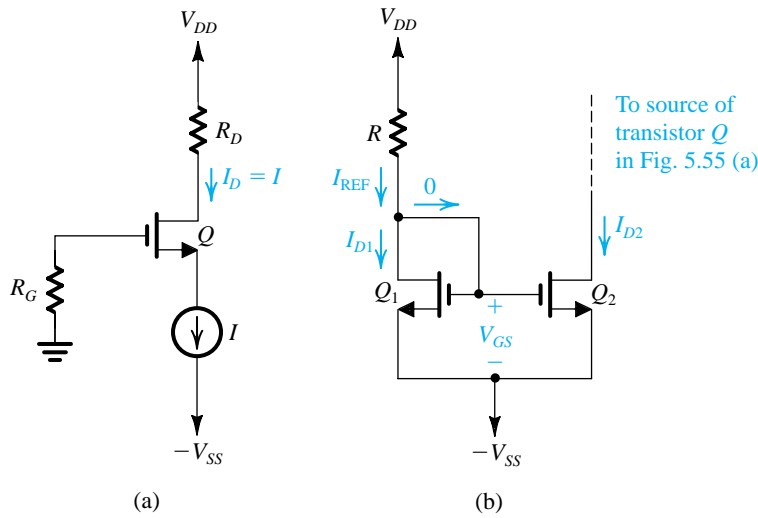 V_DD
R_D
I_D = I
Q
R_G
I
−V_SS
(a)
V_DD
R
I_REF
0
I_D1
Q_1
+
V_GS
−
Q_2
I_D2
To source of
transistor Q
in Fig. 5.55 (a)
−V_SS
(b)